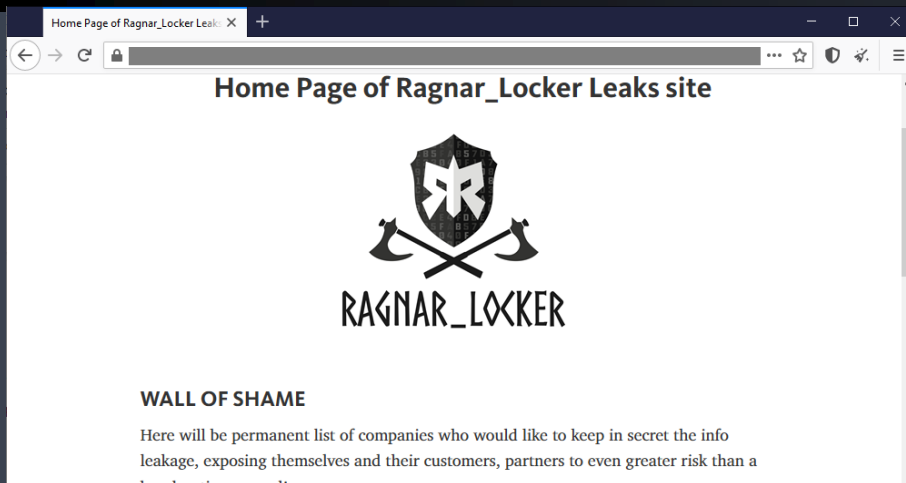 Home Page of Ragnar_Locker Leaks
Home Page of Ragnar_Locker Leaks site
RAGNAR_LOCKER
WALL OF SHAME
Here will be permanent list of companies who would like to keep in secret the info
leakage, exposing themselves and their customers, partners to even greater risk than a